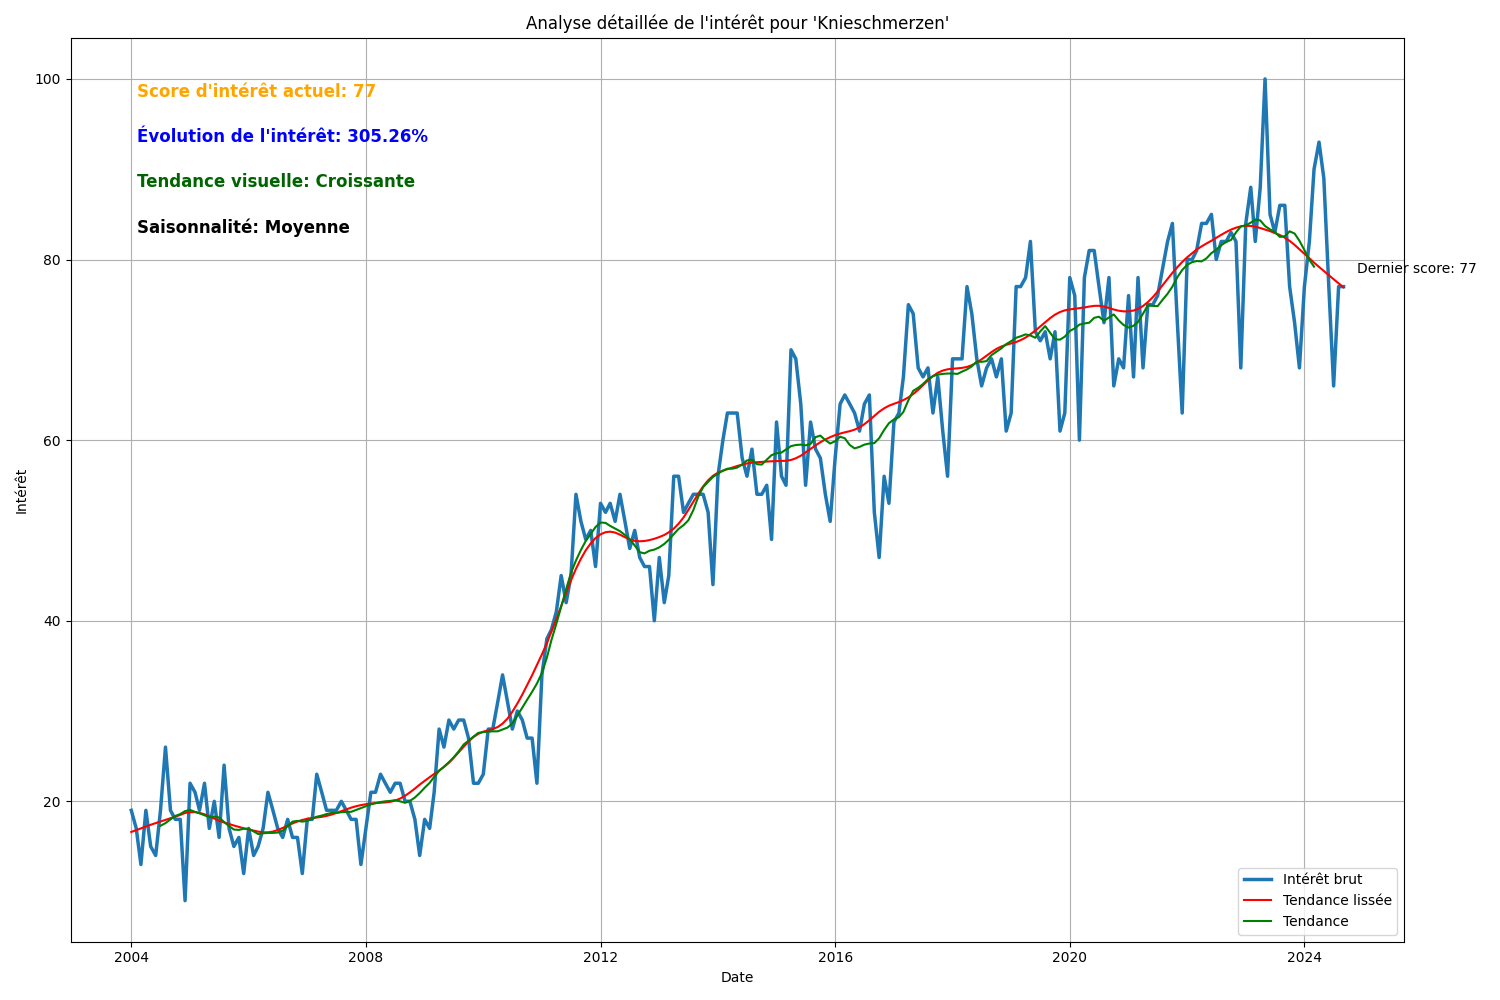 Analyse détaillée de l'intérêt pour 'Knieschmerzen'
Score d'intérêt actuel: 77
Évolution de l'intérêt: 305.26%
Tendance visuelle: Croissante
Saisonnalité: Moyenne
Dernier score: 77
100
80
60
40
20
Intérêt
2004
2008
2012
2016
2020
2024
Date
Intérêt brut
Tendance lissée
Tendance